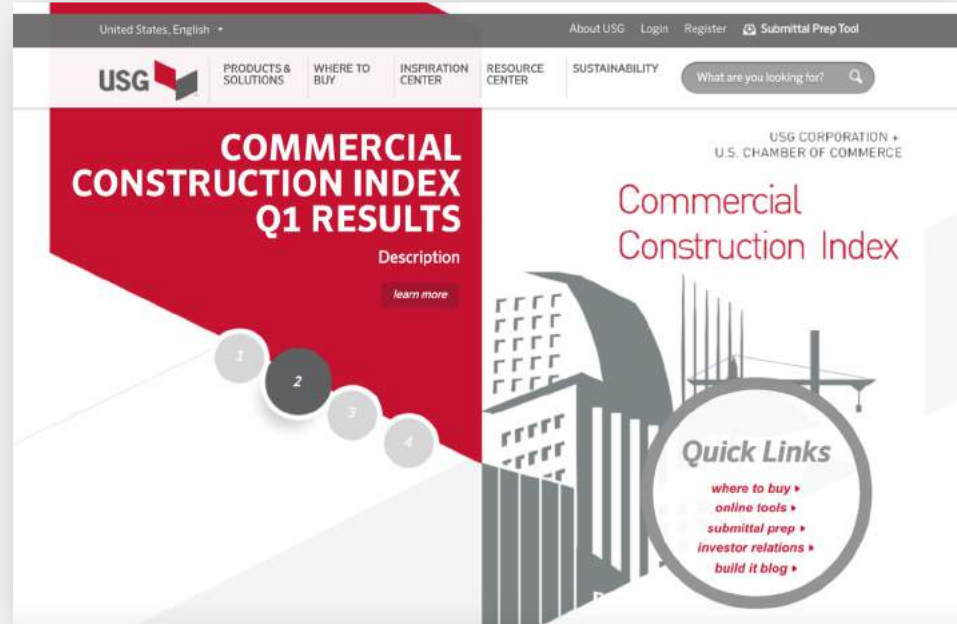 United States, English
About USG Login Register Submittal Prep Tool
USG
PRODUCTS &
SOLUTIONS
WHERE TO
BUY
INSPIRATION
CENTER
RESOURCE
CENTER
SUSTAINABILITY
What are you looking for?
COMMERCIAL
CONSTRUCTION INDEX
Q1 RESULTS
Description
learn more
1
2
3
4
USG CORPORATION +
U.S. CHAMBER OF COMMERCE
Commercial
Construction Index
Quick Links
where to buy
online tools
submittal prep
investor relations
build it blog